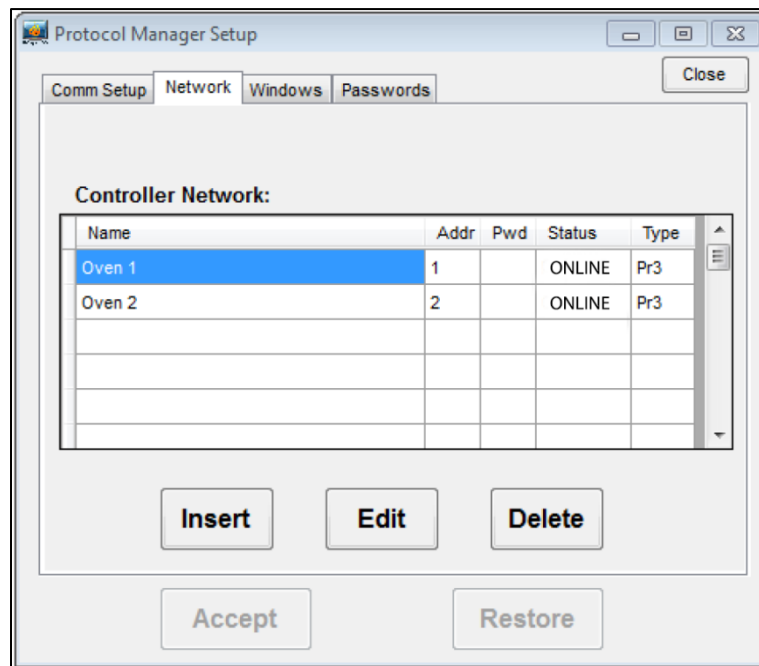 Protocol Manager Setup
Close
Comm Setup Network Windows Passwords
Controller Network:
Name Addr Pwd Status Type
Oven 1 1 ONLINE Pr3
Oven 2 2 ONLINE Pr3
Insert Edit Delete
Accept Restore